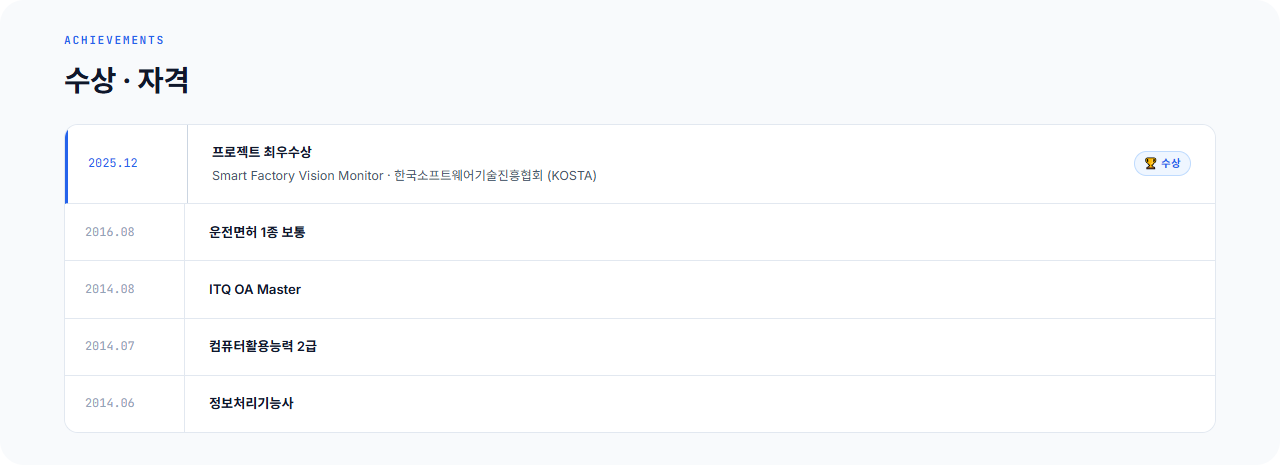 ACHIEVEMENTS
수상 · 자격
2025.12
프로젝트 최우수상
Smart Factory Vision Monitor · 한국소프트웨어기술진흥협회 (KOSTA)
🏆 수상
2016.08
운전면허 1종 보통
2014.08
ITQ OA Master
2014.07
컴퓨터활용능력 2급
2014.06
정보처리기능사